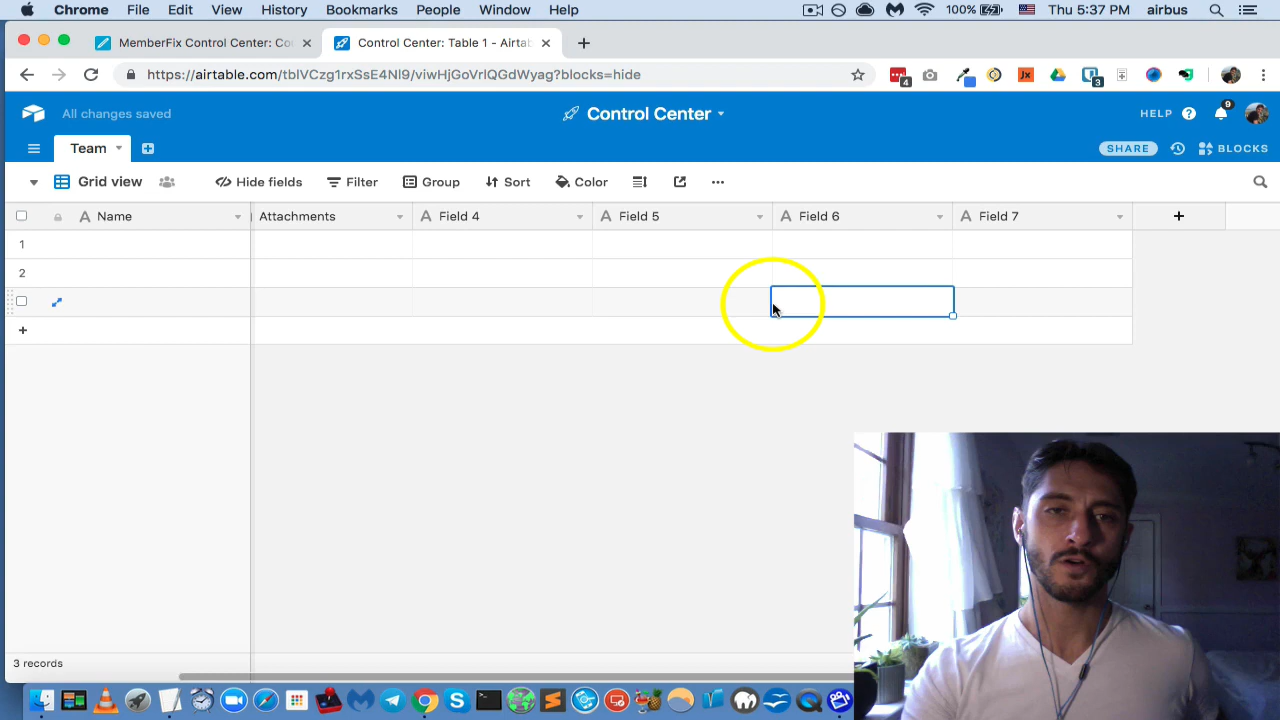 Chrome File Edit View History Bookmarks People Window Help 100% Thu 5:37 PM airbus
MemberFix Control Center: Co
Control Center: Table 1 - Airtab
https://airtable.com/tblVCzg1rxSsE4Nl9/viwHjGoVrlQGdWyag?blocks=hide
4
Jx
3
All changes saved
Control Center
HELP
9
Team
SHARE
BLOCKS
Grid view
Hide fields
Filter
Group
Sort
Color
A Name
Attachments
A Field 4
A Field 5
A Field 6
A Field 7
1
2
3 records